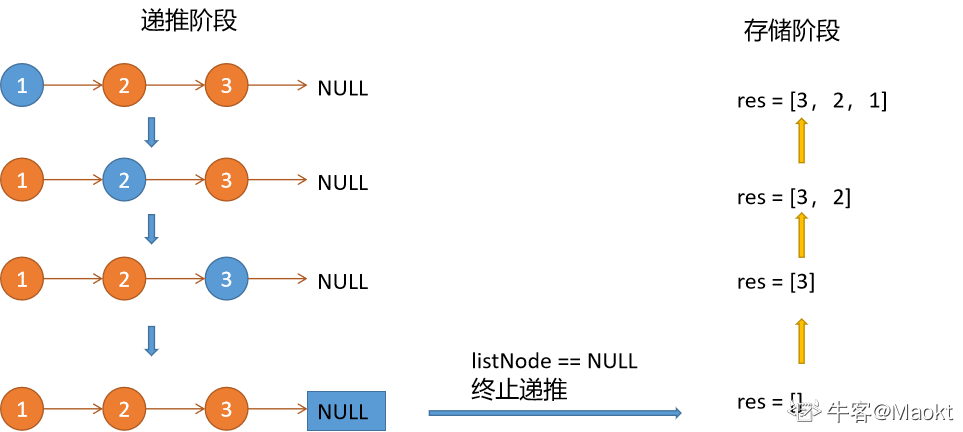 递推阶段
存储阶段
1 2 3 NULL
res = [3, 2, 1]
1 2 3 NULL
res = [3, 2]
1 2 3 NULL
res = [3]
listNode == NULL
终止递推
1 2 3 NULL
res = []
牛客@Maokt